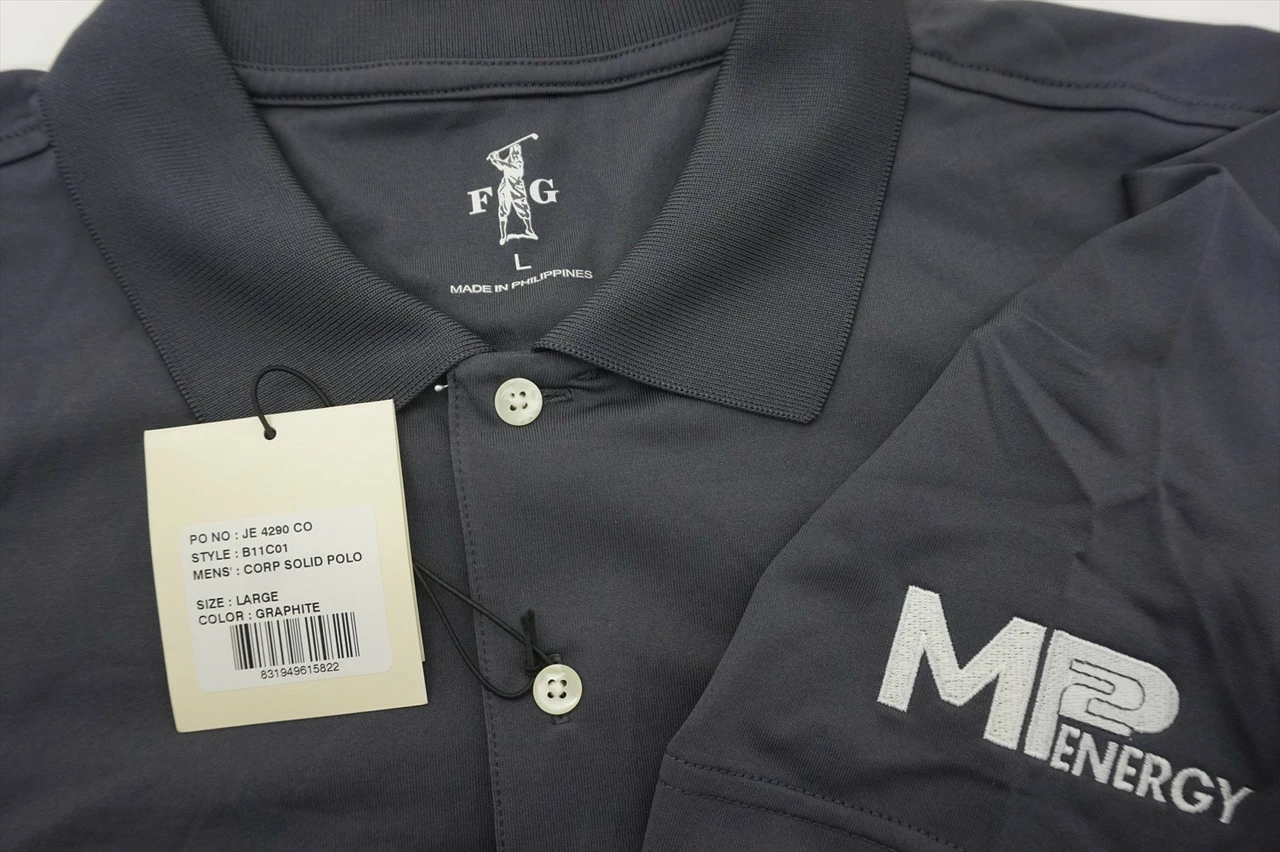 F G
L
MADE IN PHILIPPINES
PO NO : JE 4290 CO
STYLE : B11C01
MENS' : CORP SOLID POLO
SIZE : LARGE
COLOR : GRAPHITE
831949615822
MP2
ENERGY